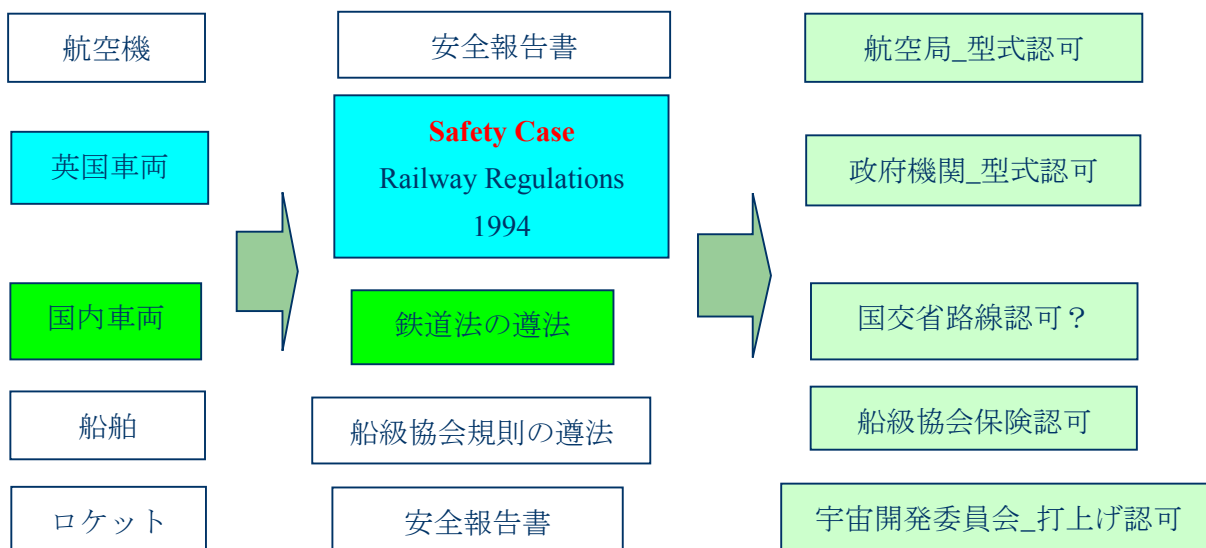 航空機
安全報告書
航空局_型式認可
英国車両
Safety Case
Railway Regulations
1994
政府機関_型式認可
国内車両
鉄道法の遵法
国交省路線認可？
船舶
船級協会規則の遵法
船級協会保険認可
ロケット
安全報告書
宇宙開発委員会_打上げ認可